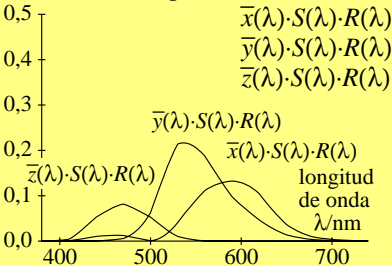 0,5
x̅(λ)·S(λ)·R(λ)
0,4
y̅(λ)·S(λ)·R(λ)
0,3
z̅(λ)·S(λ)·R(λ)
0,2
y̅(λ)·S(λ)·R(λ)
x̅(λ)·S(λ)·R(λ)
z̅(λ)·S(λ)·R(λ)
longitud
0,1
de onda
λ/nm
0,0
400 500 600 700